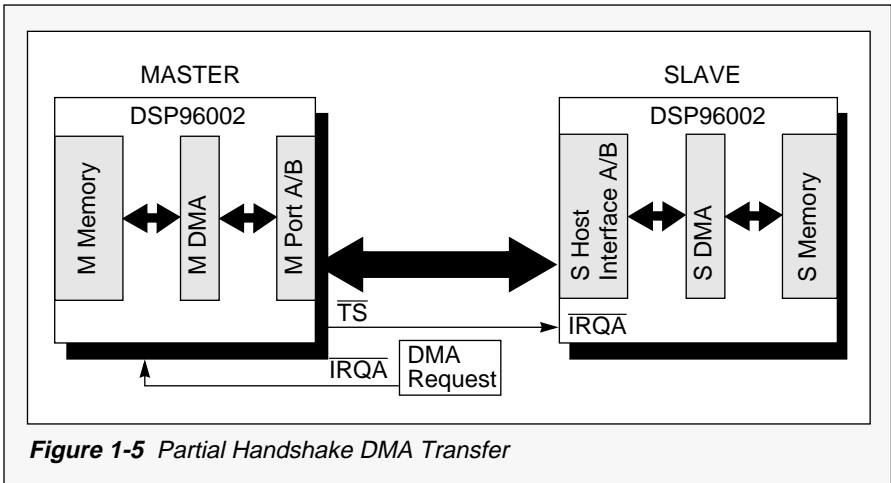 MASTER
SLAVE
DSP96002
DSP96002
M Memory
M DMA
M Port A/B
S Host
Interface A/B
S DMA
S Memory
TS
IRQA
IRQA
DMA
Request
Figure 1-5 Partial Handshake DMA Transfer